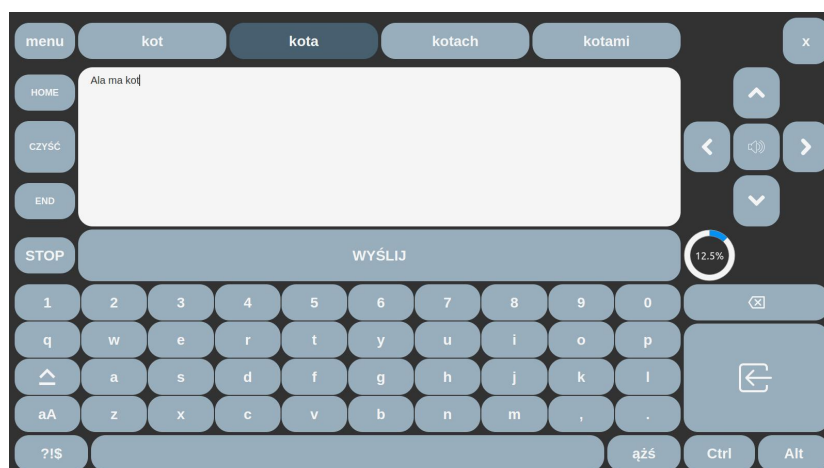 menu kot kota kotach kotami x
HOME Ala ma kot
CZYŚĆ
END
STOP WYŚLIJ 12.5%
1 2 3 4 5 6 7 8 9 0
q w e r t y u i o p
a s d f g h j k l
aA z x c v b n m , .
?!$ ąźś Ctrl Alt